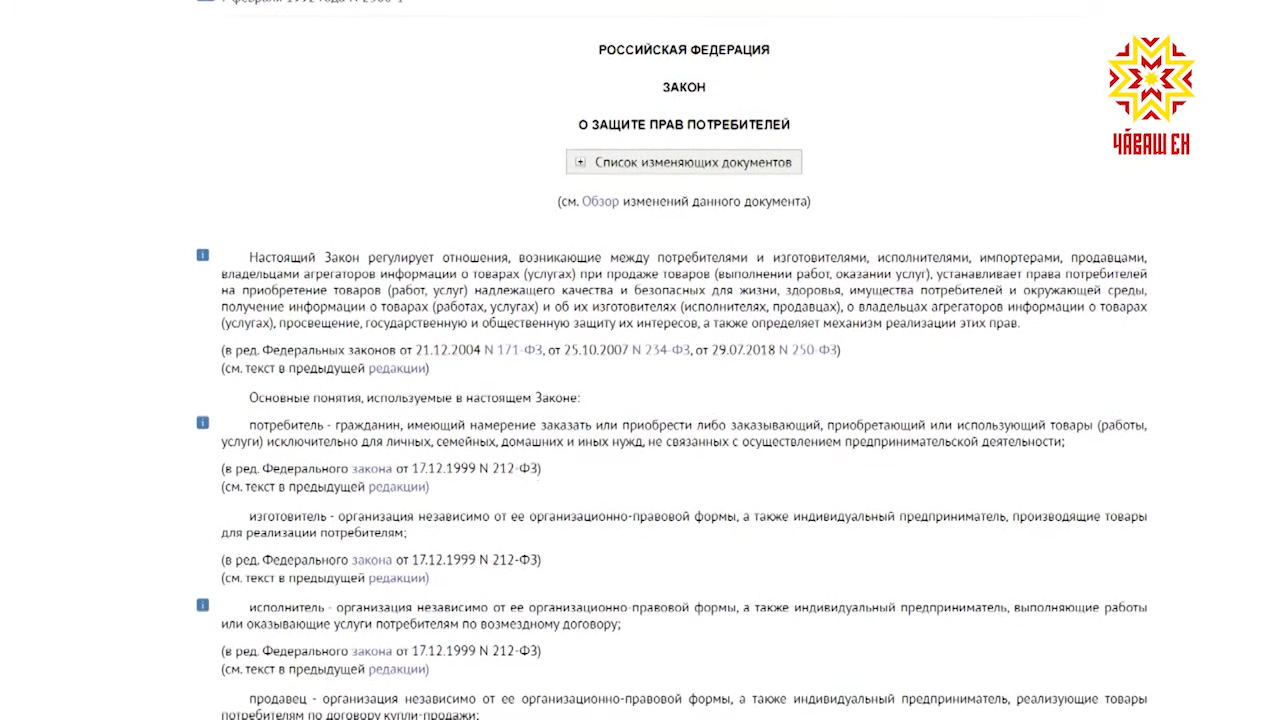 7 февраля 1992 года N 2300-1
РОССИЙСКАЯ ФЕДЕРАЦИЯ
ЗАКОН
О ЗАЩИТЕ ПРАВ ПОТРЕБИТЕЛЕЙ
Список изменяющих документов
(см. Обзор изменений данного документа)
ЧӐВАШ ЕН
Настоящий Закон регулирует отношения, возникающие между потребителями и изготовителями, исполнителями, импортерами, продавцами,
владельцами агрегаторов информации о товарах (услугах) при продаже товаров (выполнении работ, оказании услуг), устанавливает права потребителей
на приобретение товаров (работ, услуг) надлежащего качества и безопасных для жизни, здоровья, имущества потребителей и окружающей среды,
получение информации о товарах (работах, услугах) и об их изготовителях (исполнителях, продавцах), о владельцах агрегаторов информации о товарах
(услугах), просвещение, государственную и общественную защиту их интересов, а также определяет механизм реализации этих прав.
(в ред. Федеральных законов от 21.12.2004 N 171-ФЗ, от 25.10.2007 N 234-ФЗ, от 29.07.2018 N 250-ФЗ)
(см. текст в предыдущей редакции)
Основные понятия, используемые в настоящем Законе:
потребитель - гражданин, имеющий намерение заказать или приобрести либо заказывающий, приобретающий или использующий товары (работы,
услуги) исключительно для личных, семейных, домашних и иных нужд, не связанных с осуществлением предпринимательской деятельности;
(в ред. Федерального закона от 17.12.1999 N 212-ФЗ)
(см. текст в предыдущей редакции)
изготовитель - организация независимо от ее организационно-правовой формы, а также индивидуальный предприниматель, производящие товары
для реализации потребителям;
(в ред. Федерального закона от 17.12.1999 N 212-ФЗ)
(см. текст в предыдущей редакции)
исполнитель - организация независимо от ее организационно-правовой формы, а также индивидуальный предприниматель, выполняющие работы
или оказывающие услуги потребителям по возмездному договору;
(в ред. Федерального закона от 17.12.1999 N 212-ФЗ)
(см. текст в предыдущей редакции)
продавец - организация независимо от ее организационно-правовой формы, а также индивидуальный предприниматель, реализующие товары
потребителям по договору купли-продажи;